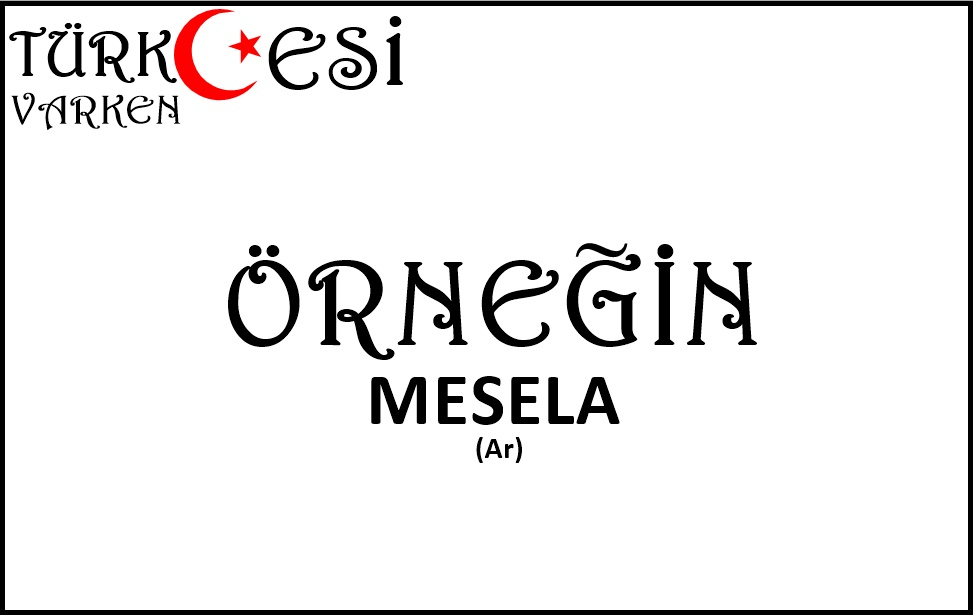 TÜRKÇESİ
VARKEN
ÖRNEĞİN
MESELA
(Ar)